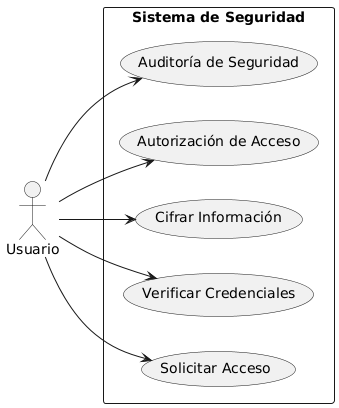 Sistema de Seguridad
Auditoría de Seguridad
Autorización de Acceso
Cifrar Información
Usuario
Verificar Credenciales
Solicitar Acceso